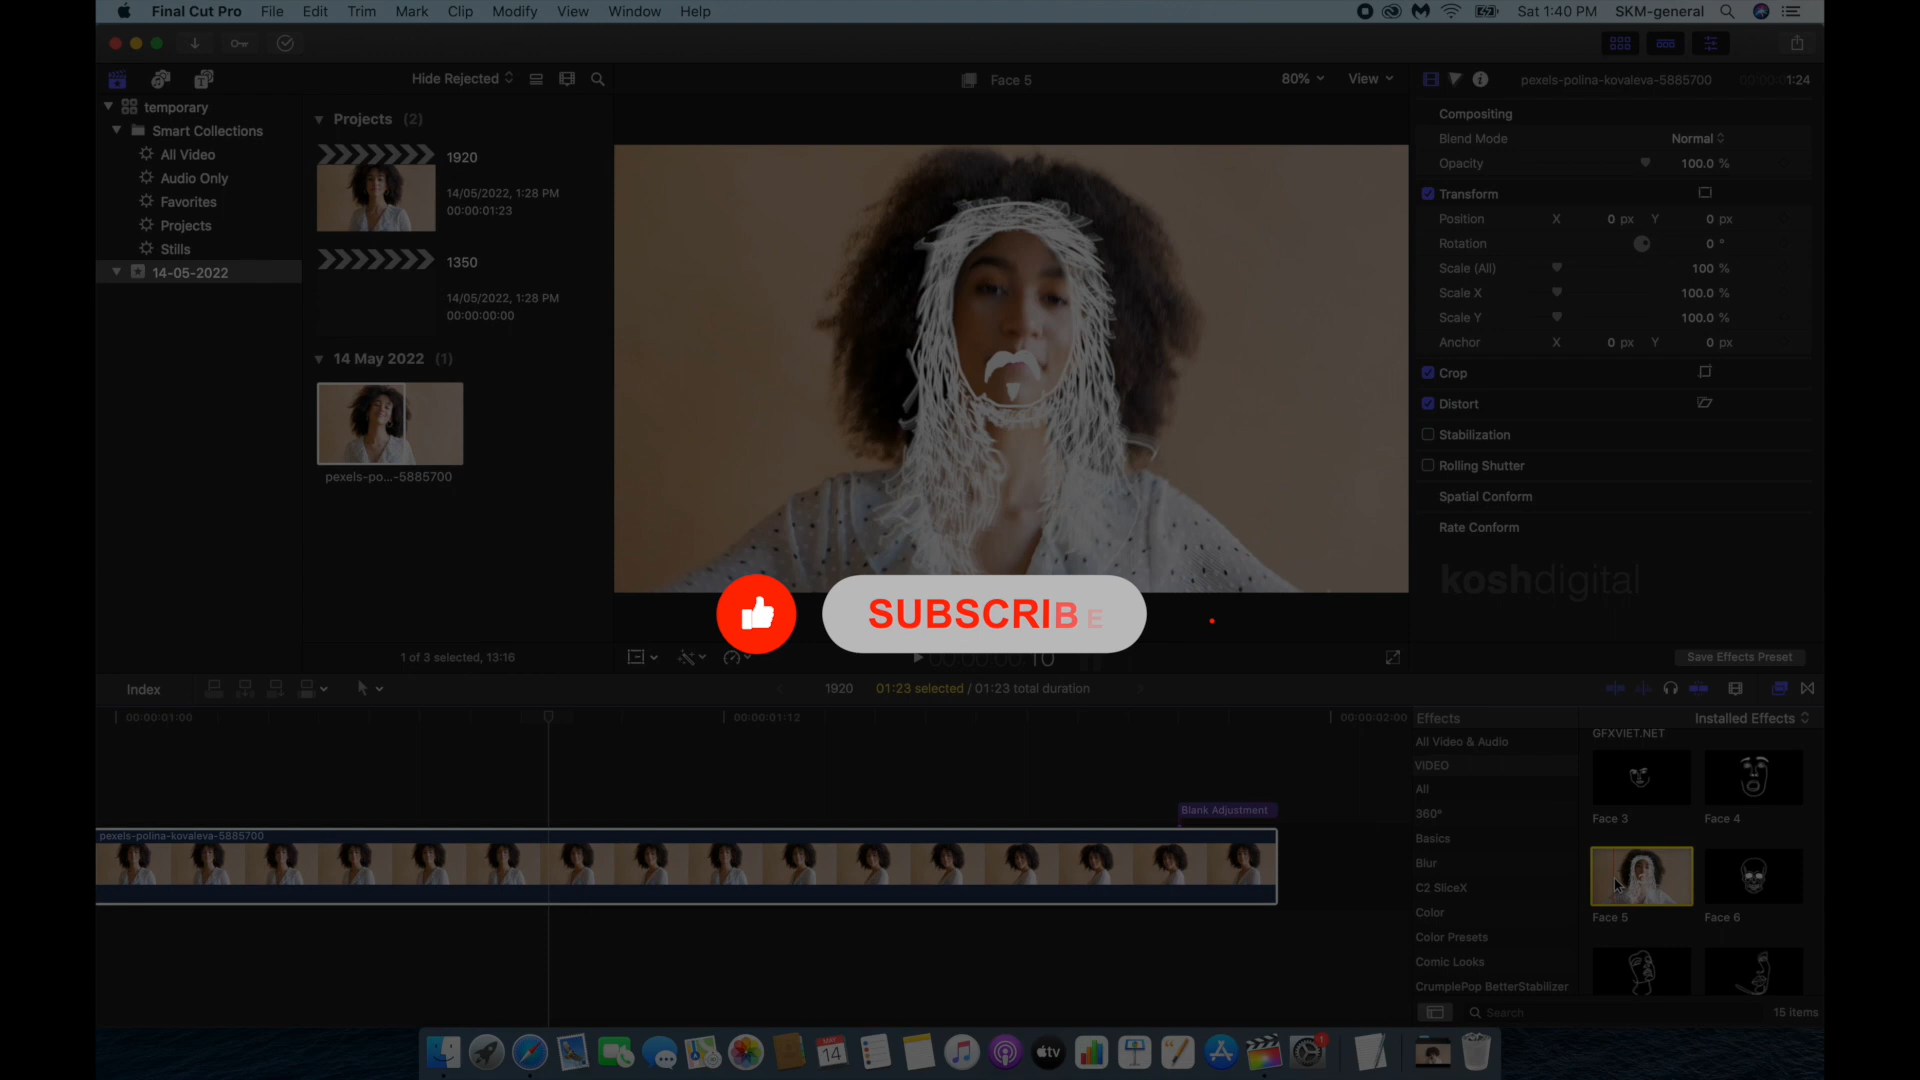 Final Cut Pro File Edit Trim Mark Clip Modify View Window Help Sat 1:40 PM SKM-general
Hide Rejected Face 5 80% View pexels-polina-kovaleva-5885700 00:00:01:24
temporary
Smart Collections
All Video
Audio Only
Favorites
Projects
Stills
14-05-2022
Projects (2)
1920
14/05/2022, 1:28 PM
00:00:01:23
1350
14/05/2022, 1:28 PM
00:00:00:00
14 May 2022 (1)
pexels-po...-5885700
1 of 3 selected, 13:16
SUBSCRIBE
Compositing
Blend Mode Normal
Opacity 100.0 %
Transform
Position X 0 px Y 0 px
Rotation 0 °
Scale (All) 100 %
Scale X 100.0 %
Scale Y 100.0 %
Anchor X 0 px Y 0 px
Crop
Distort
Stabilization
Rolling Shutter
Spatial Conform
Rate Conform
koshdigital
Save Effects Preset
Index 1920 01:23 selected / 01:23 total duration
00:00:01:00 00:00:01:12 00:00:02:00
Blank Adjustment
pexels-polina-kovaleva-5885700
Effects Installed Effects
All Video & Audio
VIDEO
All
360°
Basics
Blur
C2 SliceX
Color
Color Presets
Comic Looks
CrumplePop BetterStabilizer
GFXVIET.NET
Face 3 Face 4
Face 5 Face 6
Search 15 items
MAY
14
tv
1